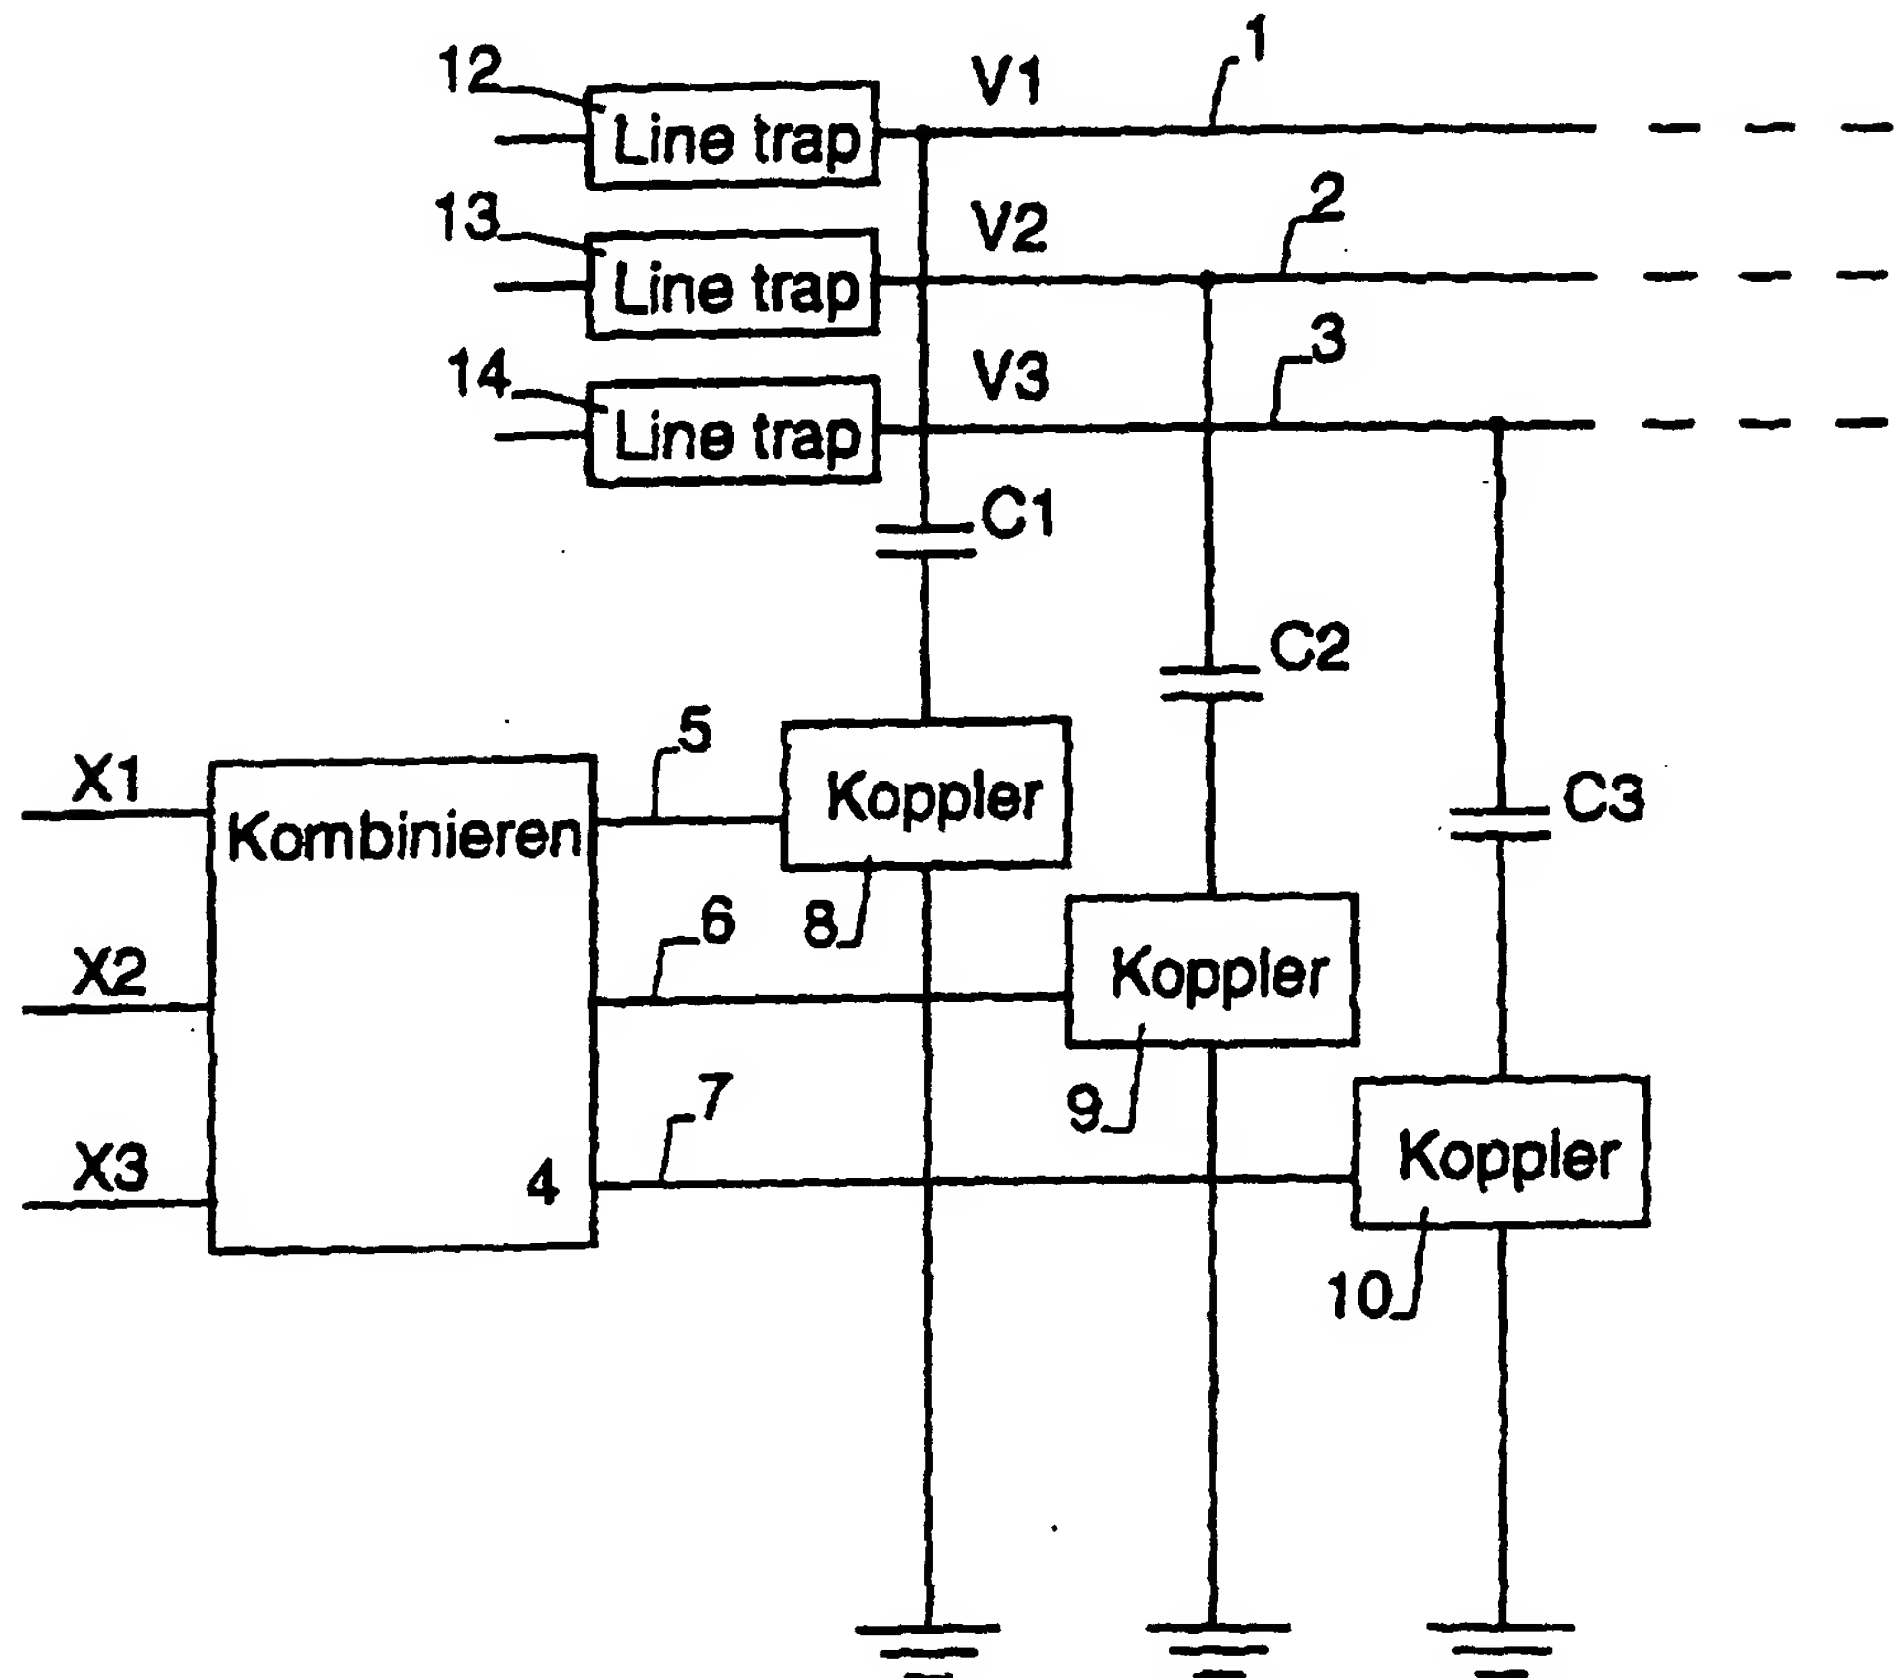 1
12
V1
Line trap
13
V2
2
Line trap
14
V3
3
Line trap
C1
C2
5
X1
Koppler
C3
Kombinieren
6
8
X2
Koppler
7
9
X3
4
Koppler
10